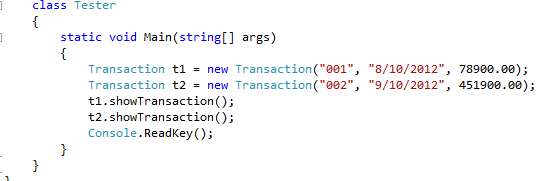 class Tester
{
static void Main(string[] args)
{
Transaction t1 = new Transaction("001", "8/10/2012", 78900.00);
Transaction t2 = new Transaction("002", "9/10/2012", 451900.00);
t1.showTransaction();
t2.showTransaction();
Console.ReadKey();
}
}
}